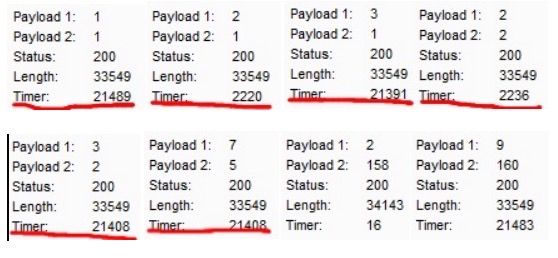 Payload 1: 1
Payload 2: 1
Status: 200
Length: 33549
Timer: 21489
Payload 1: 2
Payload 2: 1
Status: 200
Length: 33549
Timer: 2220
Payload 1: 3
Payload 2: 1
Status: 200
Length: 33549
Timer: 21391
Payload 1: 2
Payload 2: 2
Status: 200
Length: 33549
Timer: 2236
Payload 1: 3
Payload 2: 2
Status: 200
Length: 33549
Timer: 21408
Payload 1: 7
Payload 2: 5
Status: 200
Length: 33549
Timer: 21408
Payload 1: 2
Payload 2: 158
Status: 200
Length: 34143
Timer: 16
Payload 1: 9
Payload 2: 160
Status: 200
Length: 33549
Timer: 21483